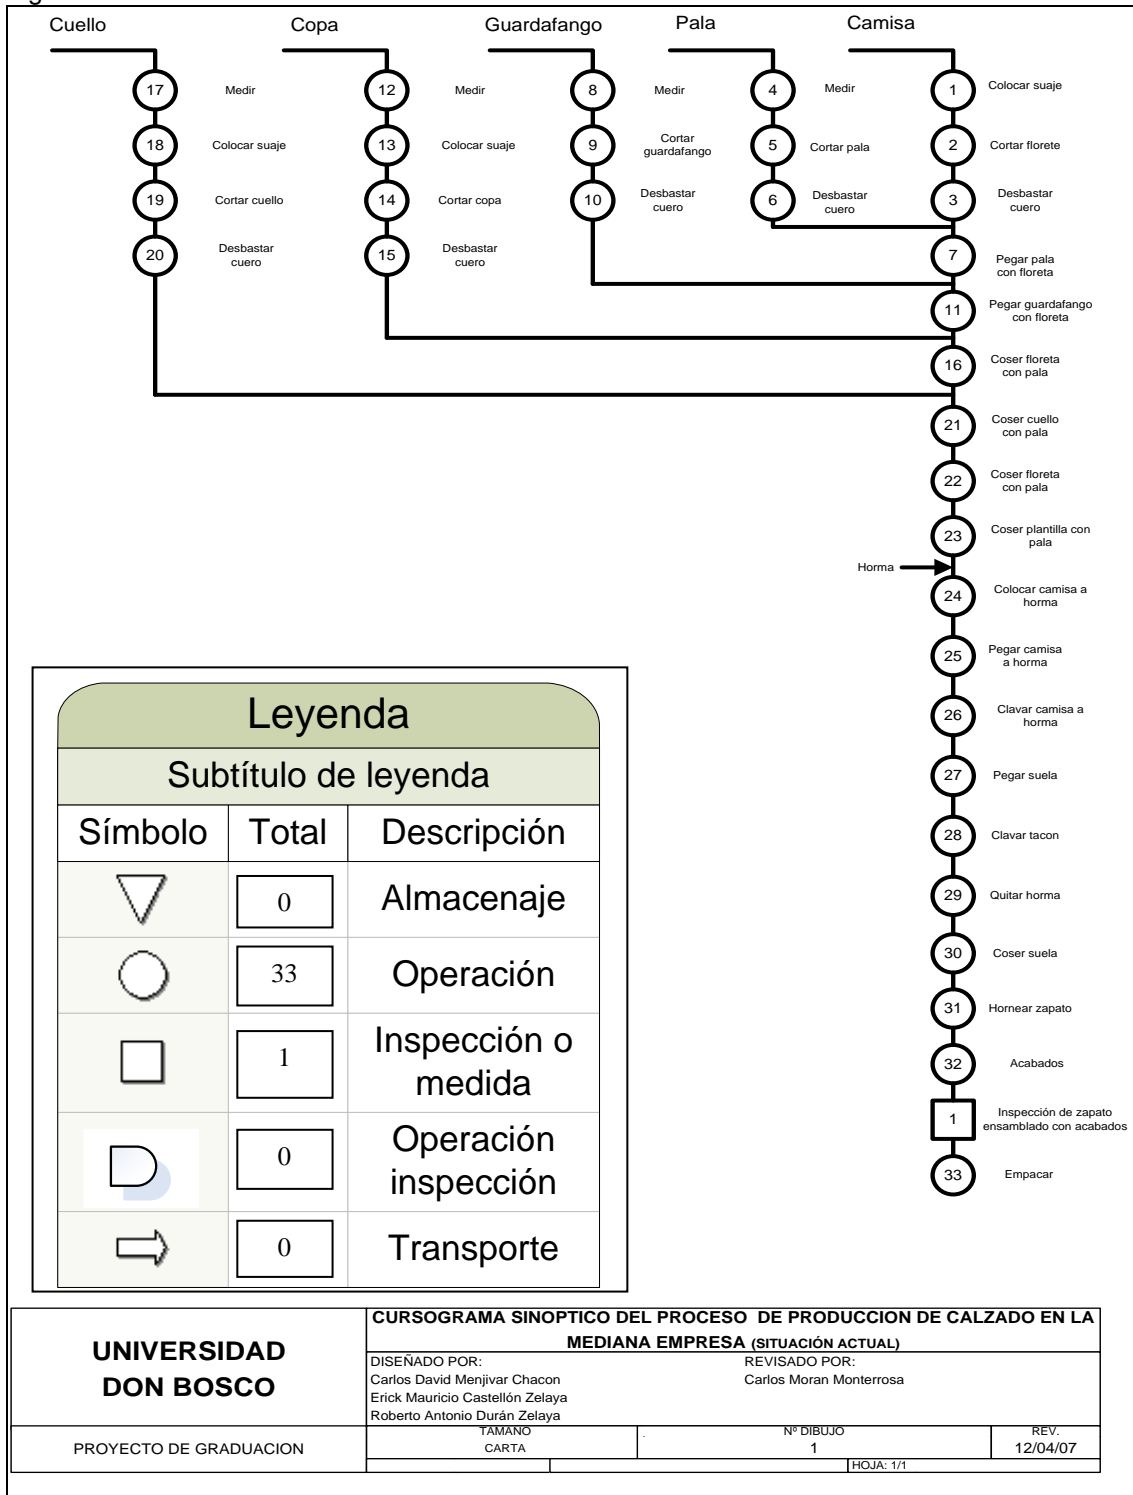 Cuello
Copa
Guardafango
Pala
Camisa
17 Medir
12 Medir
8 Medir
4 Medir
1 Colocar suaje
18 Colocar suaje
13 Colocar suaje
9 Cortar
guardafango
5 Cortar pala
2 Cortar florete
19 Cortar cuello
14 Cortar copa
10 Desbastar
cuero
6 Desbastar
cuero
3 Desbastar
cuero
20 Desbastar
cuero
15 Desbastar
cuero
7 Pegar pala
con floreta
11 Pegar guardafango
con floreta
16 Coser floreta
con pala
21 Coser cuello
con pala
22 Coser floreta
con pala
23 Coser plantilla con
pala
Horma
24 Colocar camisa a
horma
25 Pegar camisa
a horma
26 Clavar camisa a
horma
27 Pegar suela
28 Clavar tacon
29 Quitar horma
30 Coser suela
31 Hornear zapato
32 Acabados
1 Inspección de zapato
ensamblado con acabados
33 Empacar
Leyenda
Subtítulo de leyenda
Símbolo Total Descripción
0 Almacenaje
33 Operación
1 Inspección o
medida
0 Operación
inspección
0 Transporte
UNIVERSIDAD
DON BOSCO
CURSOGRAMA SINOPTICO DEL PROCESO DE PRODUCCION DE CALZADO EN LA
MEDIANA EMPRESA (SITUACIÓN ACTUAL)
DISEÑADO POR:
Carlos David Menjivar Chacon
Erick Mauricio Castellón Zelaya
Roberto Antonio Durán Zelaya
REVISADO POR:
Carlos Moran Monterrosa
PROYECTO DE GRADUACION
TAMANO
CARTA
Nº DIBUJO
1
REV.
12/04/07
HOJA: 1/1